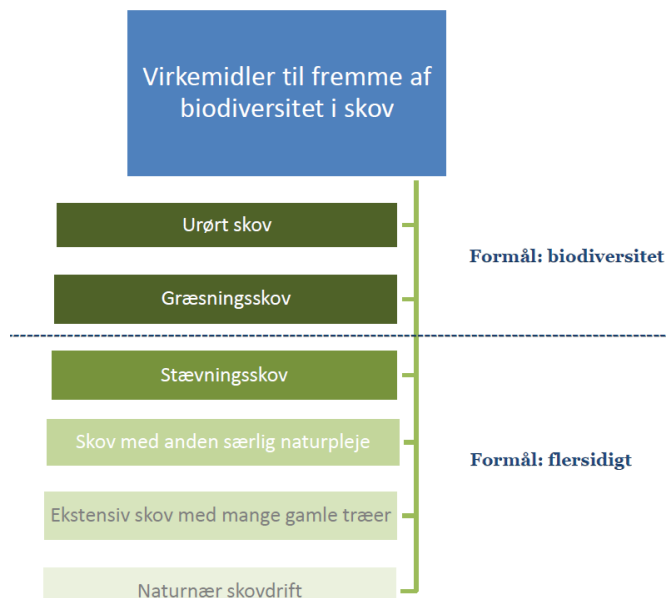 Virkemidler til fremme af
biodiversitet i skov
Urørt skov
Formål: biodiversitet
Græsningsskov
Stævningsskov
Skov med anden særlig naturpleje
Formål: flersidigt
Ekstensiv skov med mange gamle træer
Naturnær skovdrift